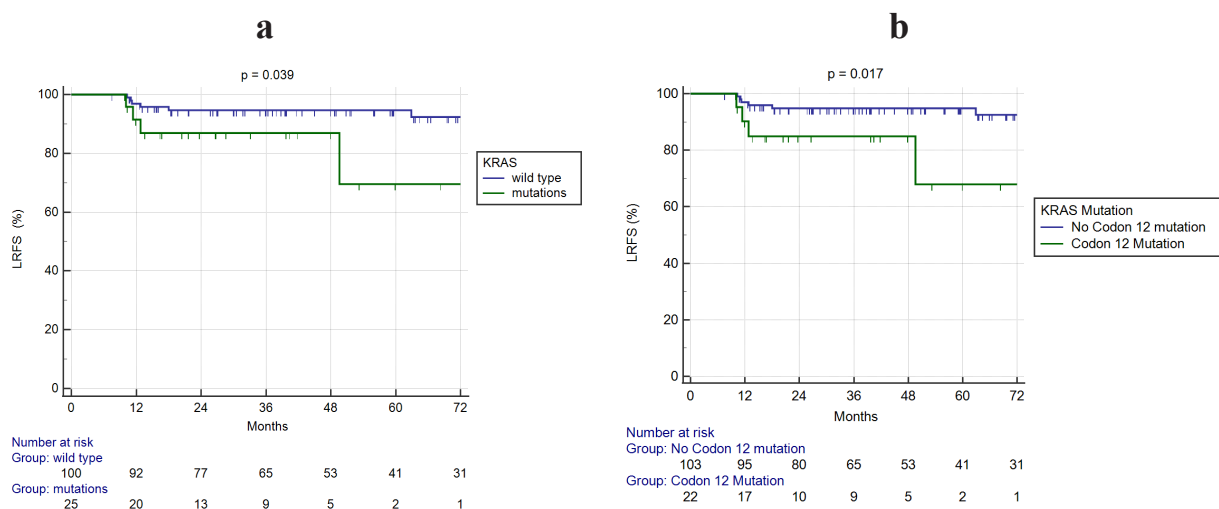 a
p = 0.039
100
80
60
40
20
0
LRFS (%)
0 12 24 36 48 60 72
Months
KRAS
wild type
mutations
Number at risk
Group: wild type
100 92 77 65 53 41 31
Group: mutations
25 20 13 9 5 2 1
b
p = 0.017
100
80
60
40
20
0
LRFS (%)
0 12 24 36 48 60 72
Months
KRAS Mutation
No Codon 12 mutation
Codon 12 Mutation
Number at risk
Group: No Codon 12 mutation
103 95 80 65 53 41 31
Group: Codon 12 Mutation
22 17 10 9 5 2 1